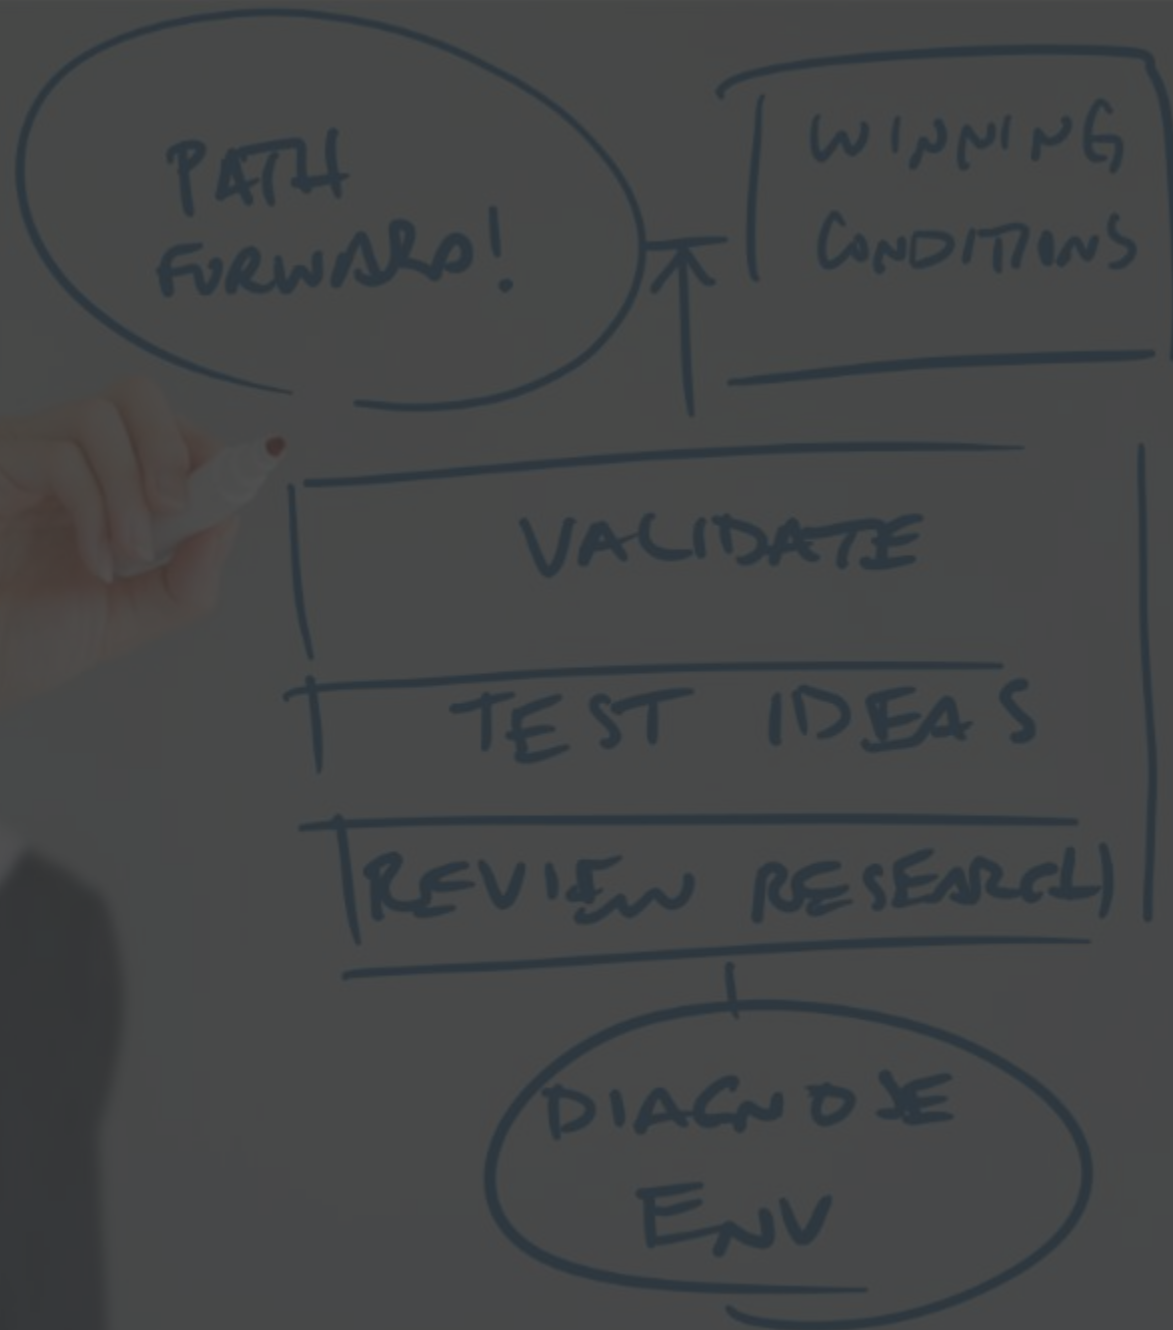 PATH
FORWARD!
WINNING
CONDITIONS
VALIDATE
TEST IDEAS
REVIEW RESEARCH
DIAGNOSE
ENV